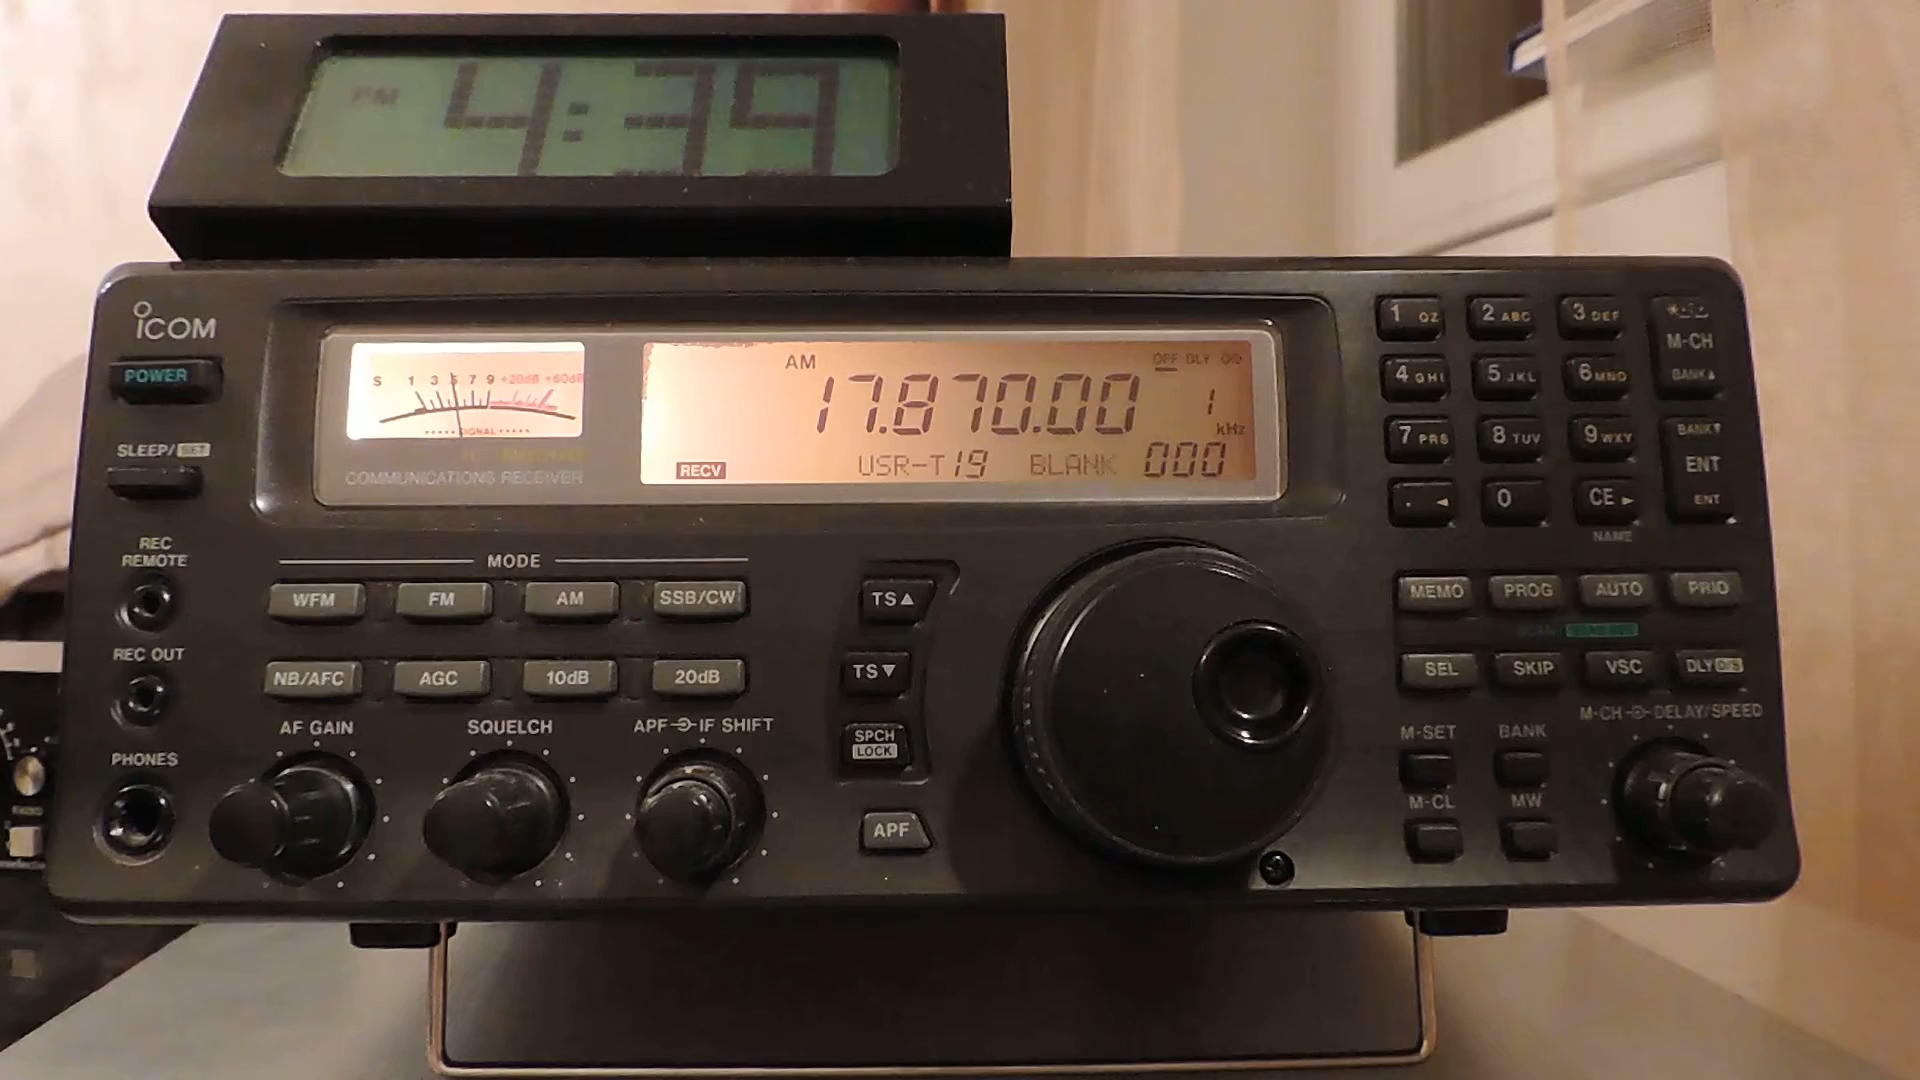 PM 4:39
ICOM
POWER
SLEEP/SET
REC
REMOTE
REC OUT
PHONES
S 1 3 5 7 9 +20dB +60dB
SIGNAL
COMMUNICATIONS RECEIVER
AM
OFF DLY
17.870.00 1
kHz
RECV USR-T19 BLANK 000
MODE
WFM FM AM SSB/CW
NB/AFC AGC 10dB 20dB
AF GAIN SQUELCH APF IF SHIFT
TS▲
TS▼
SPCH
LOCK
APF
1 QZ 2 ABC 3 DEF
M-CH
BANK▲
4 GHI 5 JKL 6 MNO
7 PRS 8 TUV 9 WXY
BANK▼
ENT
ENT
. ◄ 0 CE ►
NAME
MEMO PROG AUTO PRIO
SCAN
SEL SKIP VSC DLY
M-CH DELAY/SPEED
M-SET BANK
M-CL MW